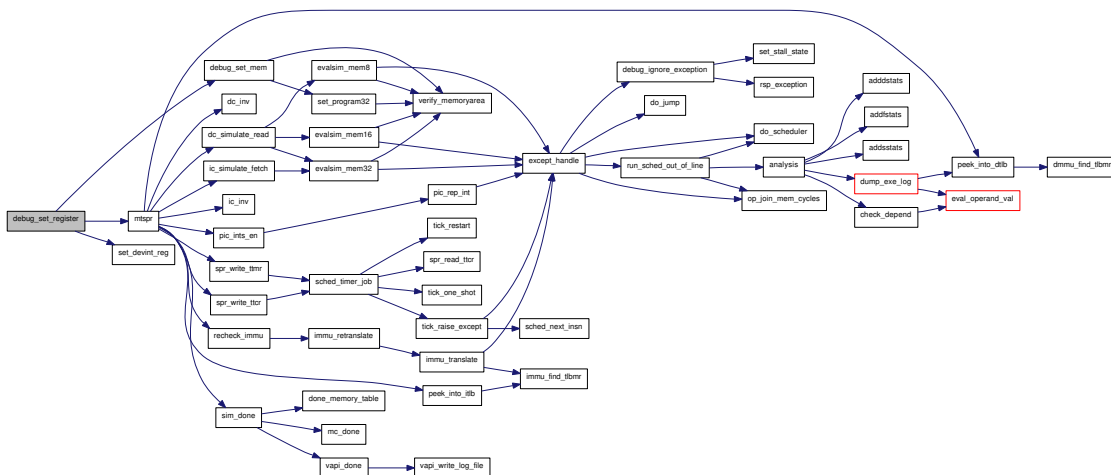 debug_set_register
debug_set_mem
mtspr
set_devint_reg
dc_inv
dc_simulate_read
ic_simulate_fetch
ic_inv
pic_ints_en
spr_write_ttmr
spr_write_ttcr
recheck_immu
sim_done
evalsim_mem8
set_program32
evalsim_mem16
evalsim_mem32
sched_timer_job
immu_retranslate
done_memory_table
mc_done
vapi_done
verify_memoryarea
pic_rep_int
tick_restart
spr_read_ttcr
tick_one_shot
tick_raise_except
immu_translate
peek_into_itlb
vapi_write_log_file
except_handle
sched_next_insn
immu_find_tlbmr
debug_ignore_exception
do_jump
run_sched_out_of_line
set_stall_state
rsp_exception
do_scheduler
analysis
op_join_mem_cycles
adddstats
addfstats
addsstats
dump_exe_log
check_depend
peek_into_dtlb
eval_operand_val
dmmu_find_tlbmr